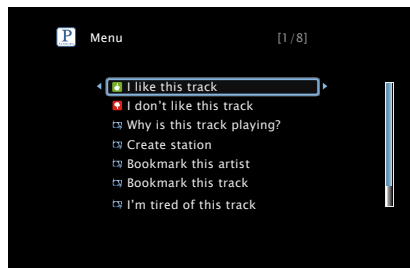 P
Menu
[1/8]
I like this track
I don't like this track
Why is this track playing?
Create station
Bookmark this artist
Bookmark this track
I'm tired of this track